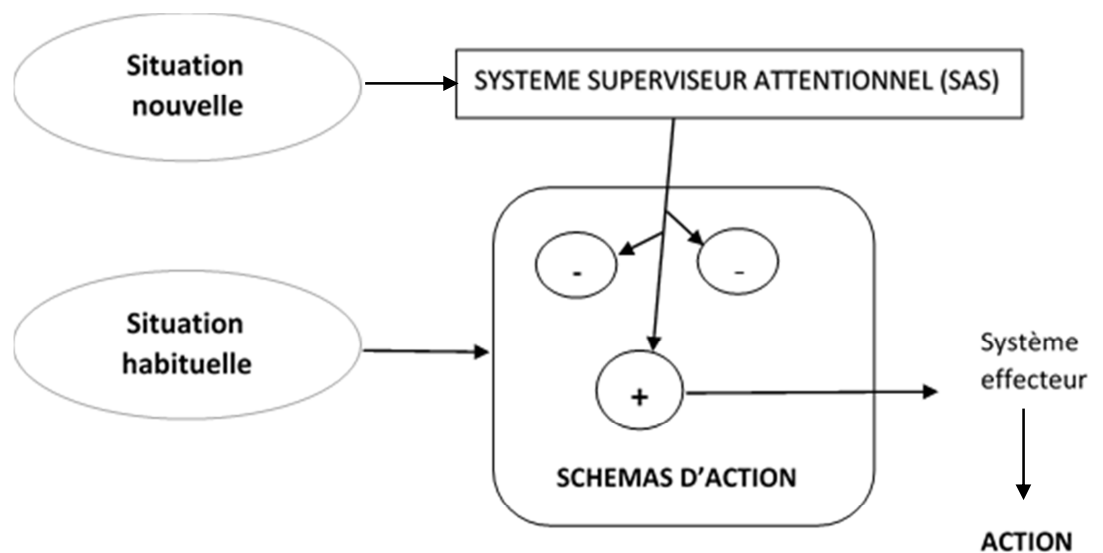 Situation
nouvelle
SYSTEME SUPERVISEUR ATTENTIONNEL (SAS)
-
-
Situation
habituelle
+
Système
effecteur
SCHEMAS D’ACTION
ACTION